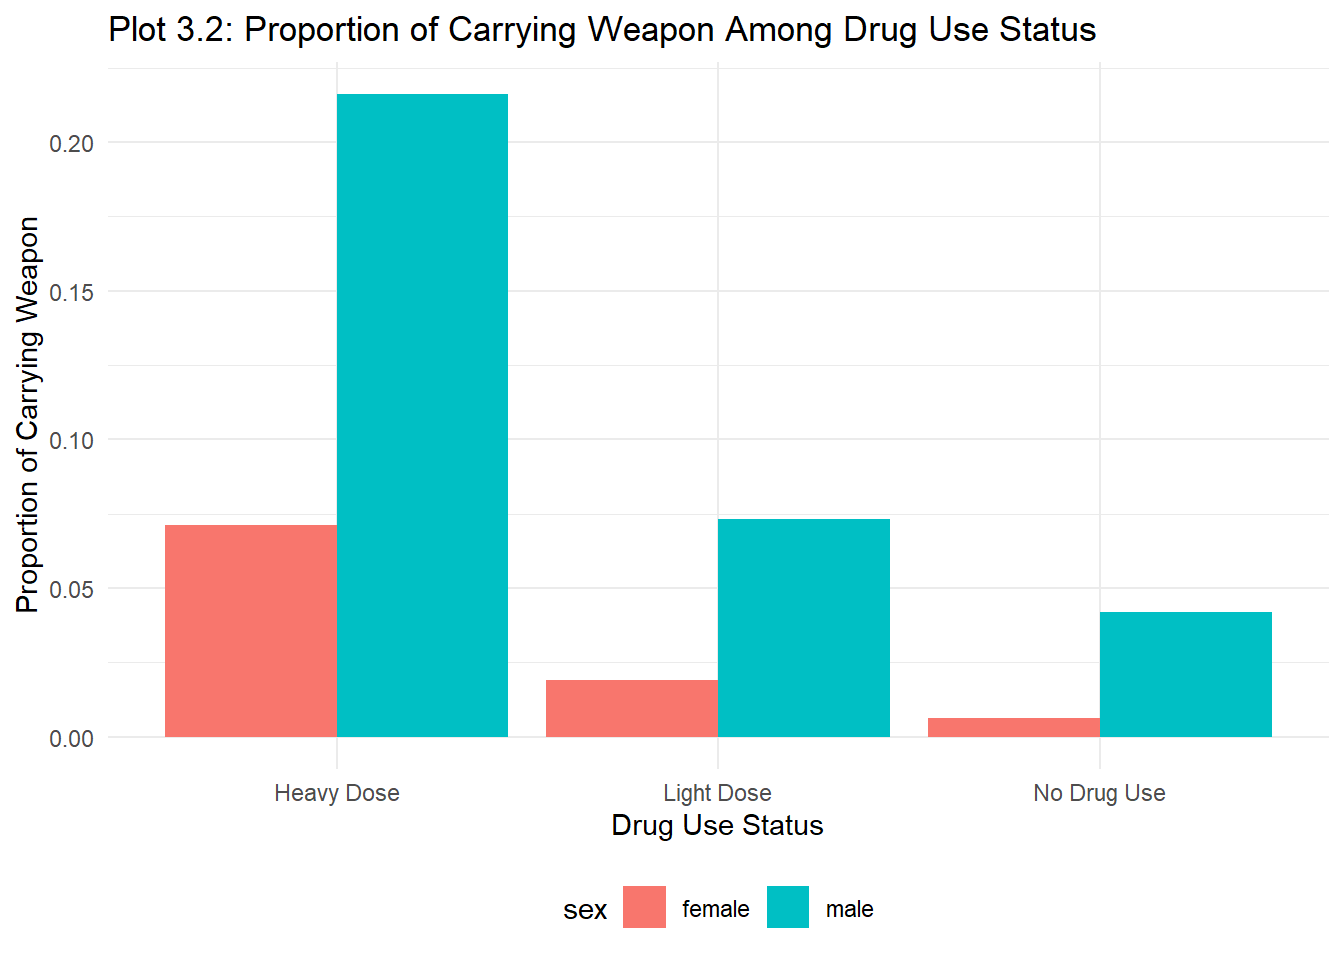 Plot 3.2: Proportion of Carrying Weapon Among Drug Use Status
Proportion of Carrying Weapon
0.20
0.15
0.10
0.05
0.00
Heavy Dose Light Dose No Drug Use
Drug Use Status
sex female male